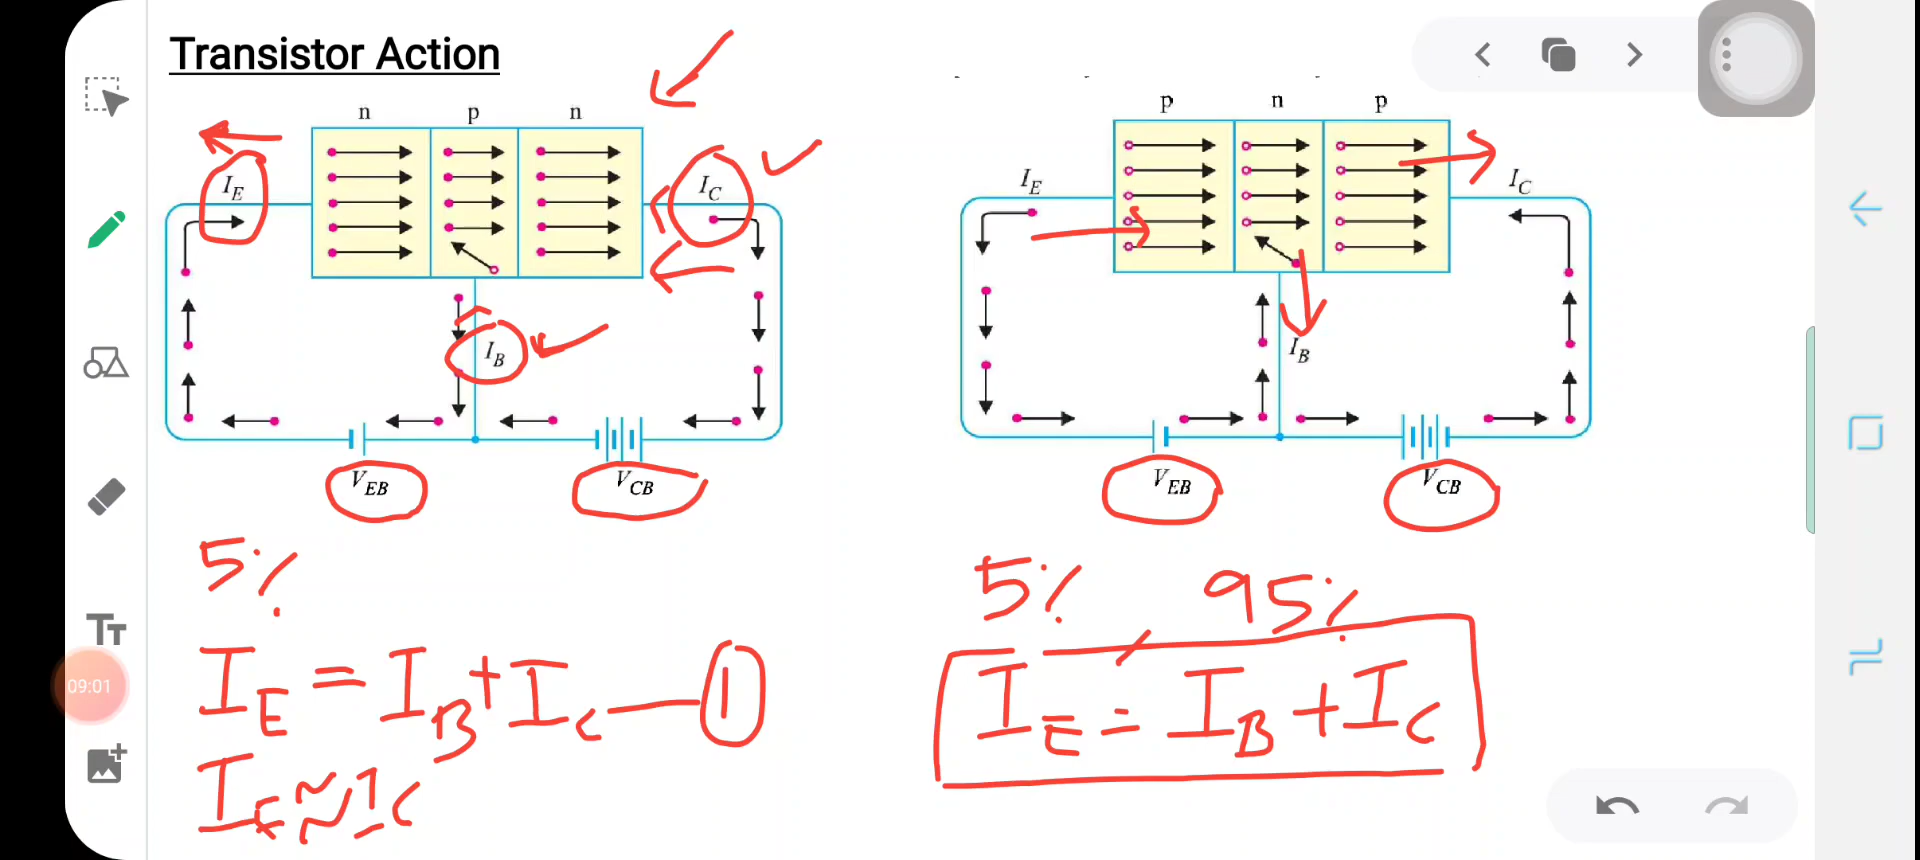 Transistor Action
n p n
I_E
I_C
I_B
V_EB
V_CB
5%
I_E = I_B + I_C — 1
I_E ≈ I_C
p n p
I_E
I_C
I_B
V_EB
V_CB
5% 95%
I_E = I_B + I_C
TT
09:01